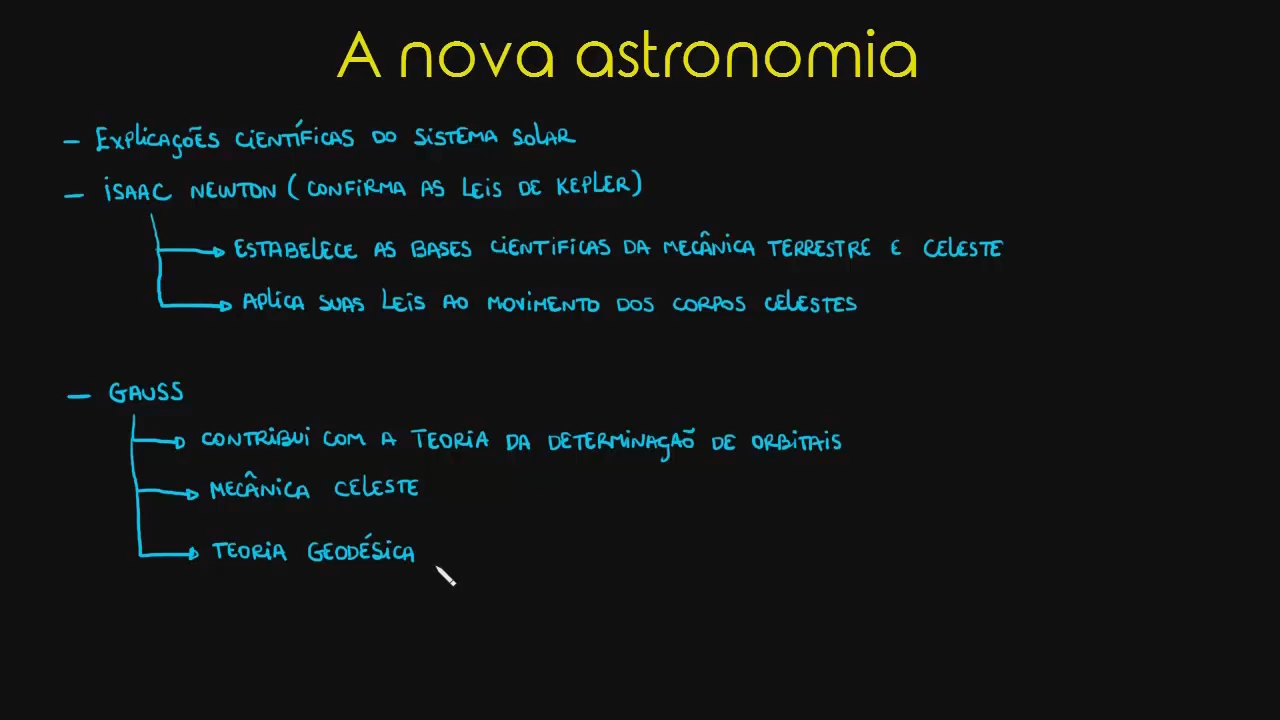 A nova astronomia
- EXPLICAÇÕES CIENTÍFICAS DO SISTEMA SOLAR
- ISAAC NEWTON (CONFIRMA AS LEIS DE KEPLER)
ESTABELECE AS BASES CIENTIFICAS DA MECÂNICA TERRESTRE E CELESTE
APLICA SUAS LEIS AO MOVIMENTO DOS CORPOS CELESTES
- GAUSS
CONTRIBUI COM A TEORIA DA DETERMINAÇÃO DE ORBITAIS
MECÂNICA CELESTE
TEORIA GEODÉSICA